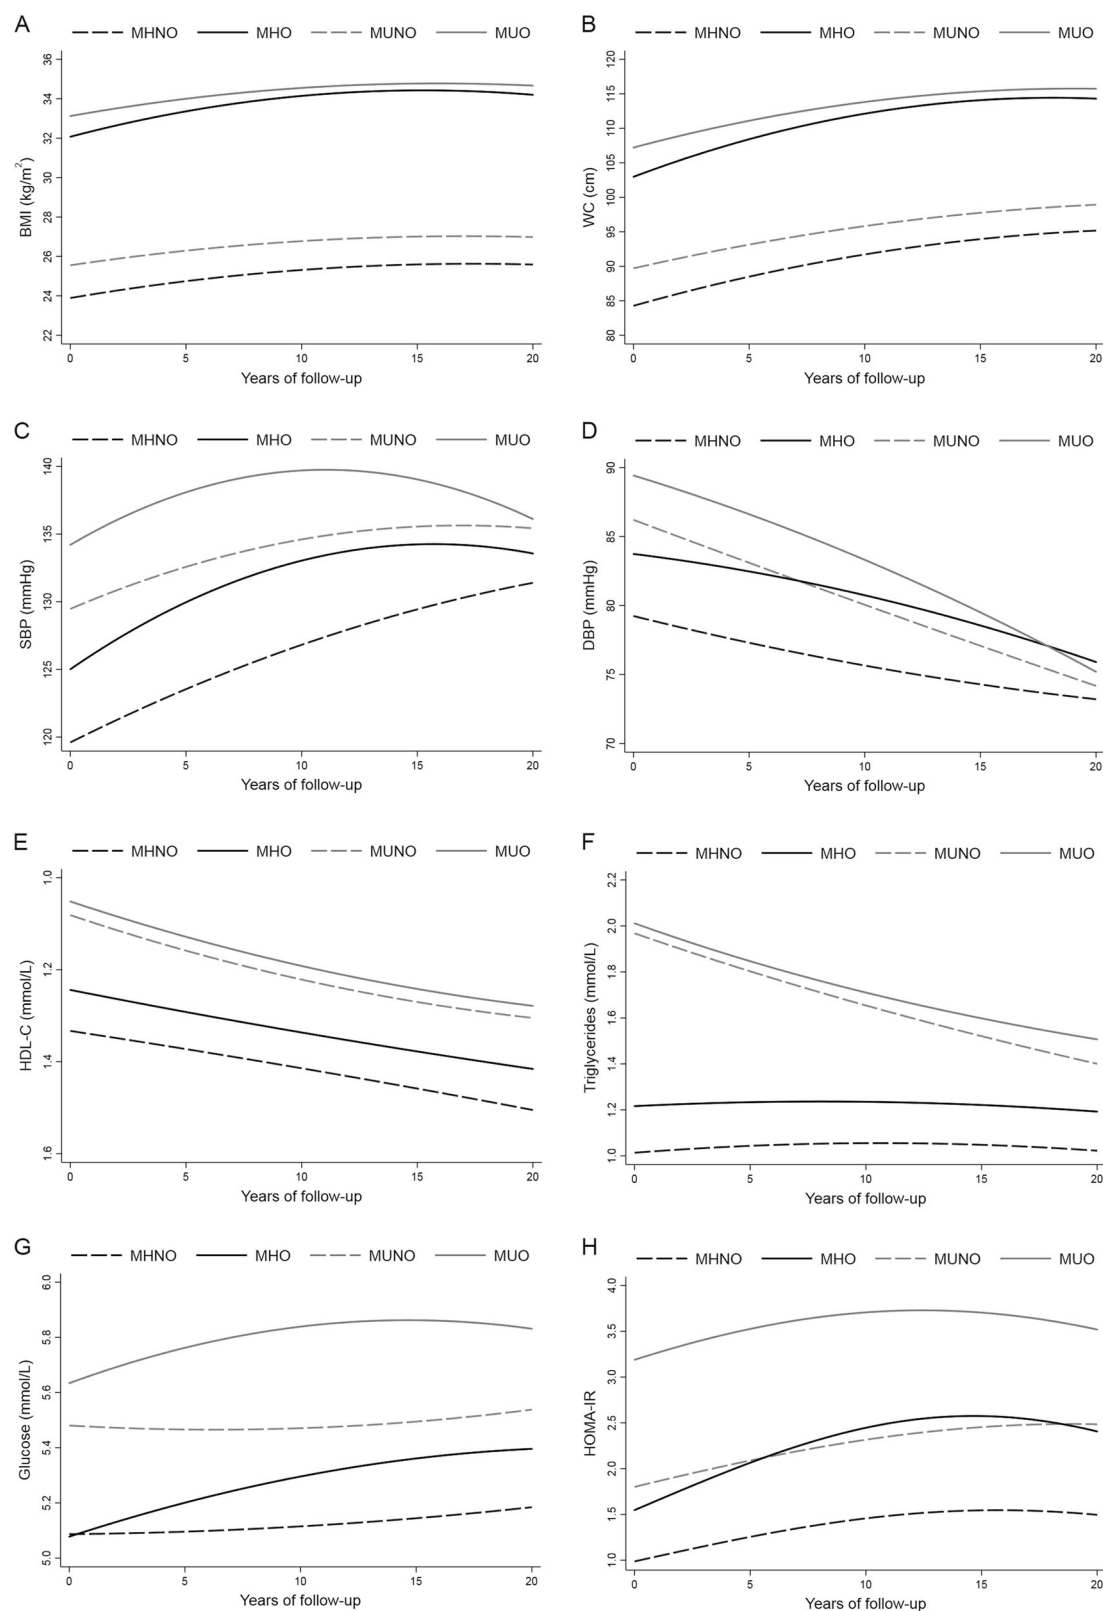 A
MHNO MHO MUNO MUO
BMI (kg/m²)
36
34
32
30
28
26
24
22
0 5 10 15 20
Years of follow-up
B
MHNO MHO MUNO MUO
WC (cm)
120
115
110
105
100
95
90
85
80
0 5 10 15 20
Years of follow-up
C
MHNO MHO MUNO MUO
SBP (mmHg)
140
135
130
125
120
0 5 10 15 20
Years of follow-up
D
MHNO MHO MUNO MUO
DBP (mmHg)
90
85
80
75
70
0 5 10 15 20
Years of follow-up
E
MHNO MHO MUNO MUO
HDL-C (mmol/L)
1.0
1.2
1.4
1.6
0 5 10 15 20
Years of follow-up
F
MHNO MHO MUNO MUO
Triglycerides (mmol/L)
2.2
2.0
1.8
1.6
1.4
1.2
1.0
0 5 10 15 20
Years of follow-up
G
MHNO MHO MUNO MUO
Glucose (mmol/L)
6.0
5.8
5.6
5.4
5.2
5.0
0 5 10 15 20
Years of follow-up
H
MHNO MHO MUNO MUO
HOMA-IR
4.0
3.5
3.0
2.5
2.0
1.5
1.0
0 5 10 15 20
Years of follow-up